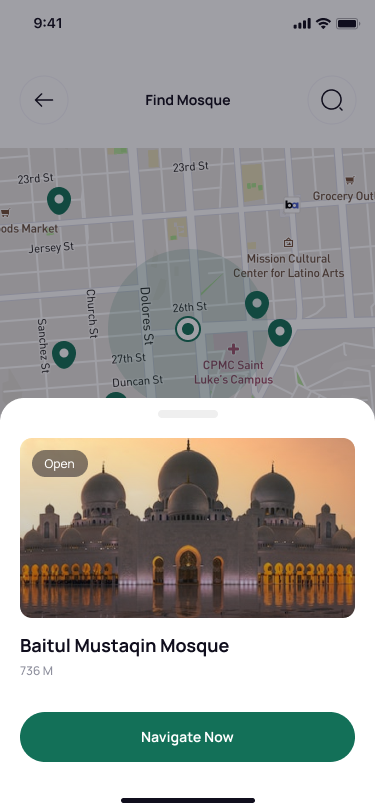 9:41
Find Mosque
23rd St
23rd St
Grocery Out
ods Market
Jersey St
Mission Cultural
Center for Latino Arts
Church St
Dolores St
26th St
Sanchez St
27th St
CPMC Saint
Luke's Campus
Duncan St
Open
Baitul Mustaqin Mosque
736 M
Navigate Now